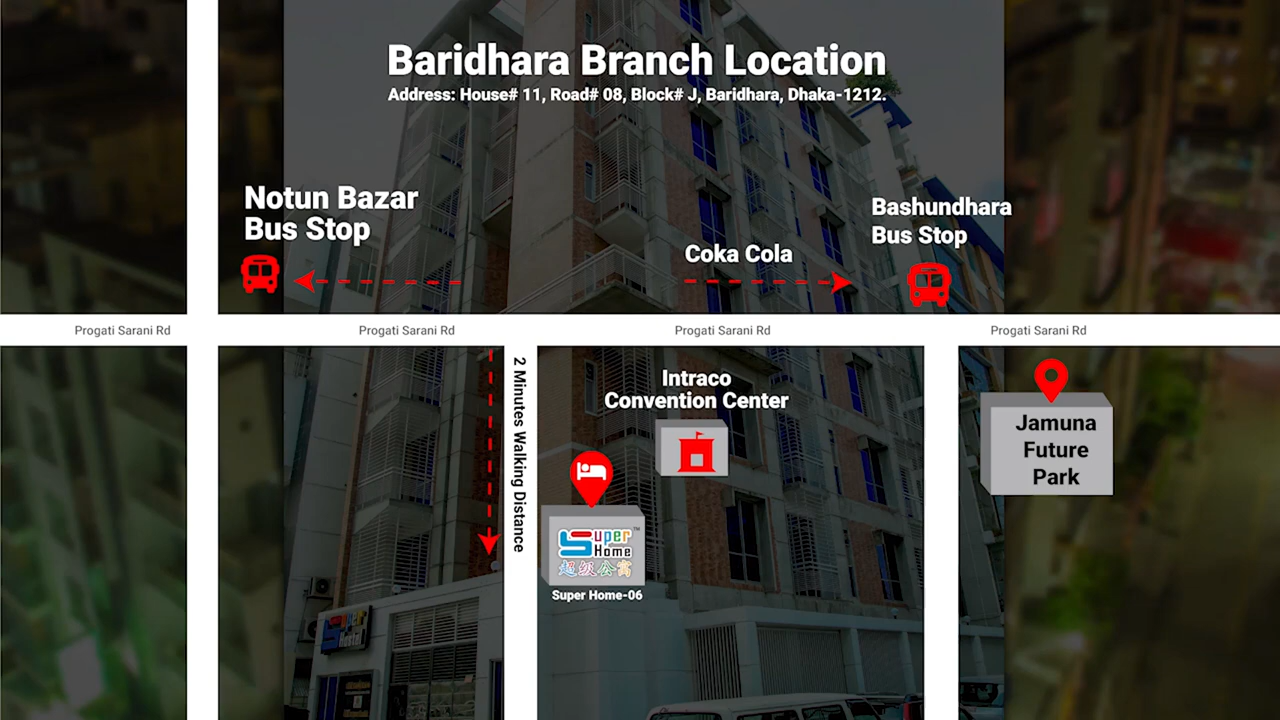 Baridhara Branch Location
Address: House# 11, Road# 08, Block# J, Baridhara, Dhaka-1212.
Notun Bazar
Bus Stop
Coka Cola
Bashundhara
Bus Stop
Progati Sarani Rd
Progati Sarani Rd
Progati Sarani Rd
Progati Sarani Rd
2 Minutes Walking Distance
Intraco
Convention Center
Jamuna
Future
Park
Super
Home
超级公寓
Super Home-06
Super
Hostel